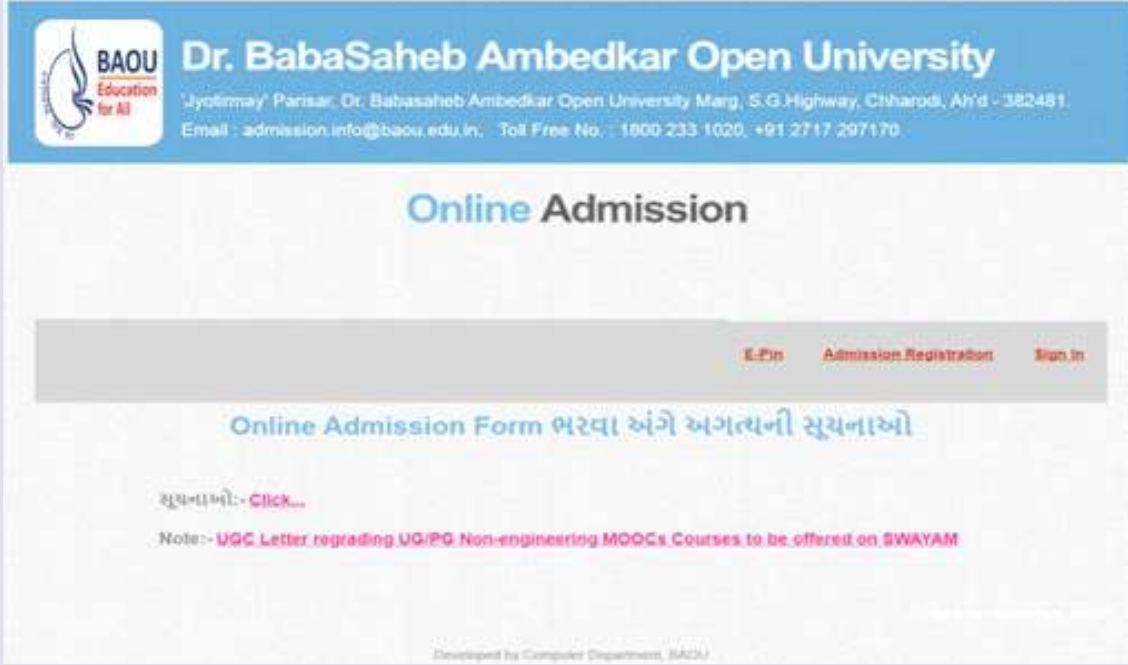 BAOU
Education
for All
Dr. BabaSaheb Ambedkar Open University
'Jyotirmay' Parisar, Dr. Babasaheb Ambedkar Open University Marg, S.G.Highway, Chharodi, Ah'd - 382481.
Email : admission.info@baou.edu.in, Toll Free No. : 1800 233 1020, +91 2717 297170
Online Admission
E-Pin Admission Registration Sign In
Online Admission Form ભરવા અંગે અગત્યની સૂચનાઓ
સૂચનાઓ:- Click...
Note:- UGC Letter regrading UG/PG Non-engineering MOOCs Courses to be offered on SWAYAM
Developed by Computer Department, BAOU